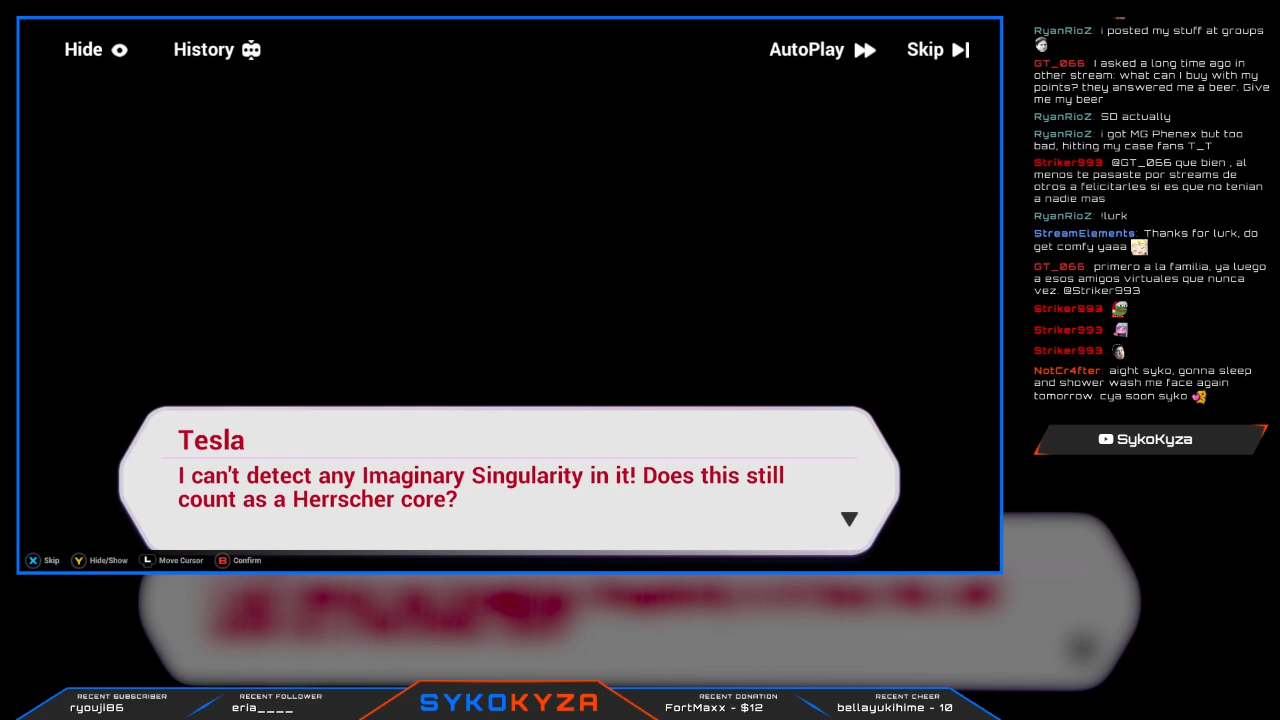 Hide
History
AutoPlay
Skip
Tesla
I can't detect any Imaginary Singularity in it! Does this still
count as a Herrscher core?
X Skip
Y Hide/Show
L Move Cursor
B Confirm
RyanRioZ: i posted my stuff at groups
GT_066: I asked a long time ago in
other stream: what can I buy with my
points? they answered me a beer. Give
me my beer
RyanRioZ: SO actually
RyanRioZ: i got MG Phenex but too
bad, hitting my case fans T_T
Striker993 @GT_066 que bien , al
menos te pasaste por streams de
otros a felicitarles si es que no tenian
a nadie mas
RyanRioZ: !lurk
StreamElements: Thanks for lurk, do
get comfy yaaa
GT_066: primero a la familia, ya luego
a esos amigos virtuales que nunca
vez. @Striker993
Striker993
Striker993
Striker993
NotCr4fter: aight syko, gonna sleep
and shower wash me face again
tomorrow. cya soon syko
SykoKyza
RECENT SUBSCRIBER
ryouji86
RECENT FOLLOWER
eria____
SYKOKYZA
RECENT DONATION
FortMaxx - $12
RECENT CHEER
bellayukihime - 10